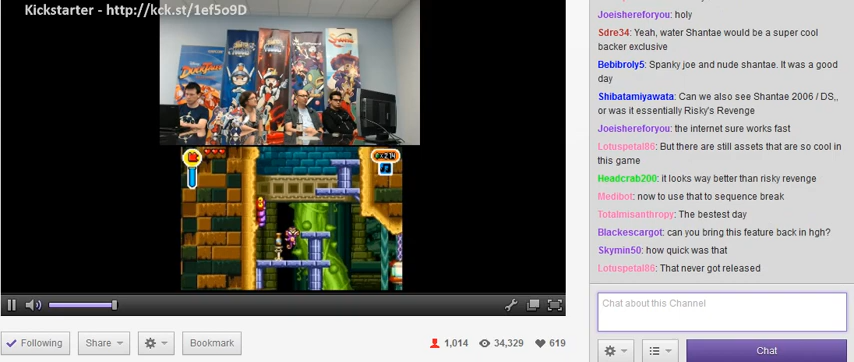 Kickstarter - http://kck.st/1ef5o9D
DUCKTALES
Joeishereforyou: holy
Sdre34: Yeah, water Shantae would be a super cool
backer exclusive
Bebibroly5: Spanky joe and nude shantae. It was a good
day
Shibatamiyawata: Can we also see Shantae 2006 / DS,,
or was it essentially Risky's Revenge
Joeishereforyou: the internet sure works fast
Lotuspetal86: But there are still assets that are so cool in
this game
Headcrab200: it looks way better than risky revenge
Medibot: now to use that to sequence break
Totalmisanthropy: The bestest day
Blackescargot: can you bring this feature back in hgh?
Skymin50: how quick was that
Lotuspetal86: That never got released
Chat about this Channel
Chat
Following
Share
Bookmark
1,014
34,329
619